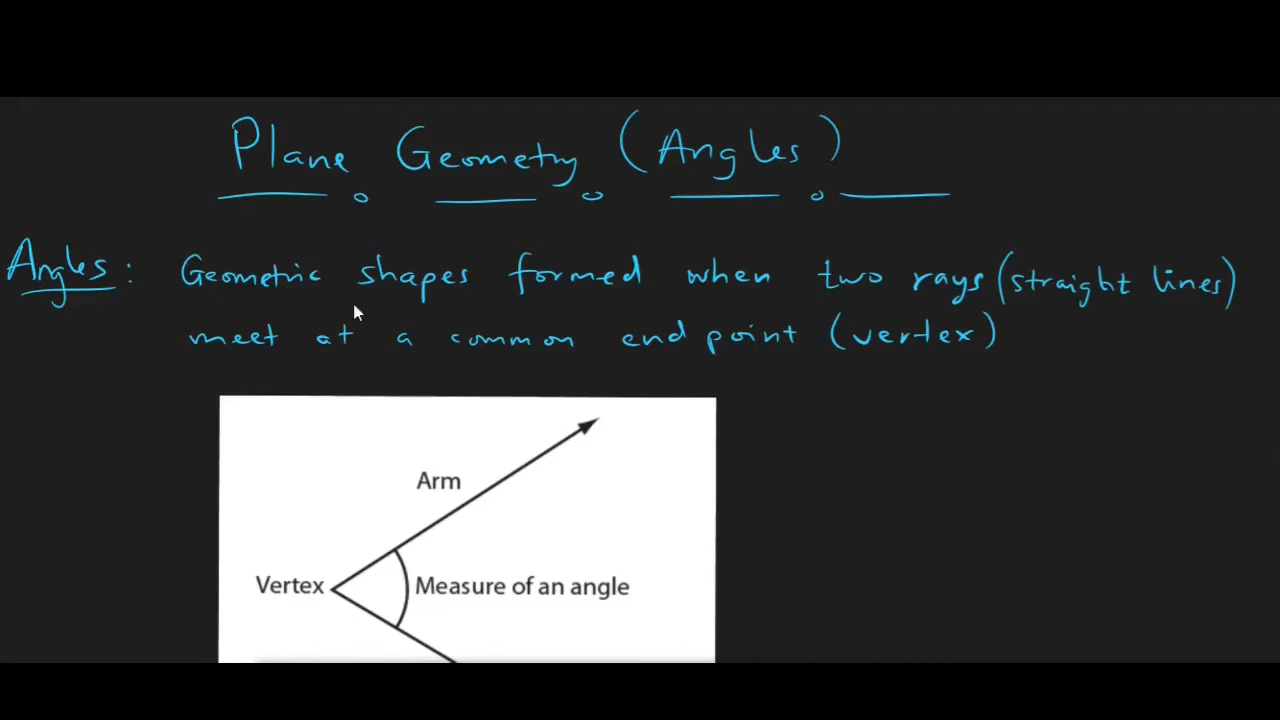 Plane Geometry (Angles)
Angles: Geometric shapes formed when two rays (straight lines)
meet at a common end point (vertex)
Arm
Vertex
Measure of an angle